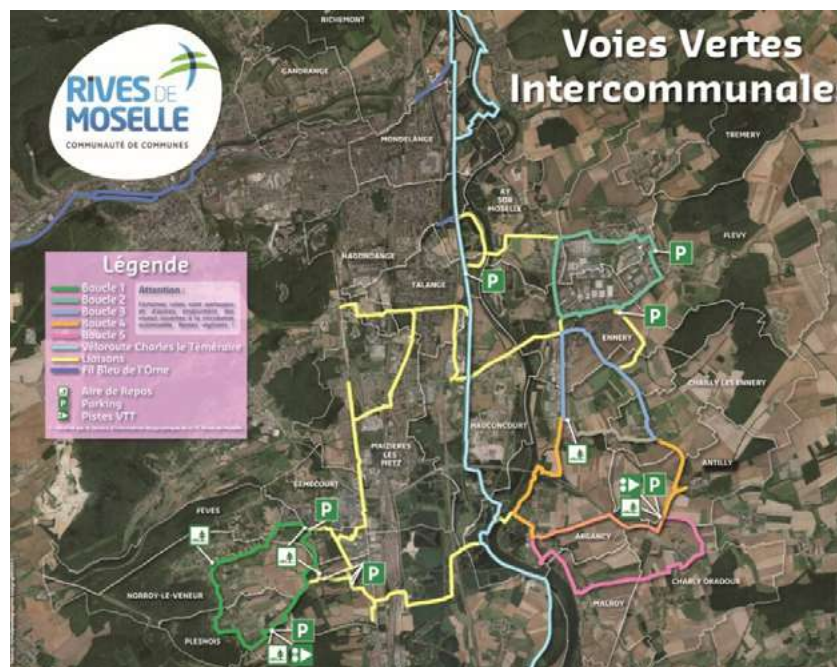 Voies Vertes
Intercommunale
RIVES DE
MOSELLE
COMMUNAUTÉ DE COMMUNES
RICHEMONT
GANDRANGE
MONDELANGE
TREMERY
AY
SUR
MOSELLE
FLEVY
HAGONDANGE
TALANGE
P
P
P
Légende
Boucle 1
Boucle 2
Boucle 3
Boucle 4
Boucle 5
Véloroute Charles le Téméraire
Liaisons
Fil Bleu de l'Orne
Attention :
Aire de Repos
P Parking
Pistes VTT
ENNERY
CHAILLY LES ENNERY
HAUCONCOURT
MAIZIERES
LES
METZ
SEMECOURT
ANTILLY
P
FEVES
P
ARGANCY
P
NORROY-LE-VENEUR
CHARLY ORADOUR
MALROY
PLESNOIS
P